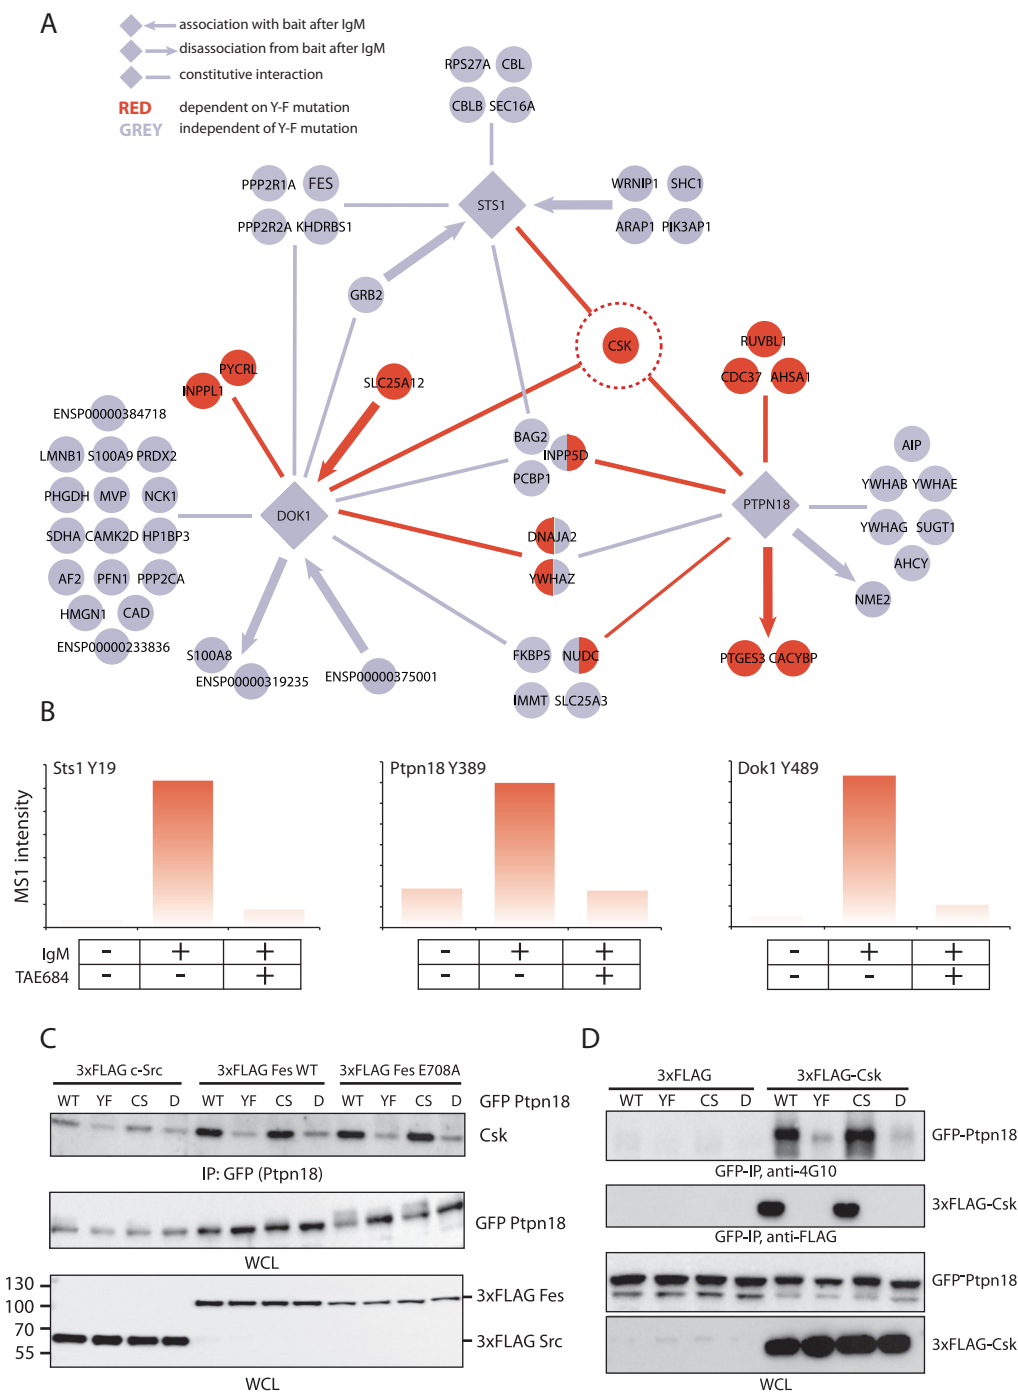 A
association with bait after IgM
disassociation from bait after IgM
constitutive interaction
RED dependent on Y-F mutation
GREY independent of Y-F mutation
RPS27A CBL
CBLB SEC16A
PPP2R1A FES
PPP2R2A KHDRBS1
STS1
WRNIP1 SHC1
ARAP1 PIK3AP1
GRB2
CSK
RUVBL1
CDC37 AHSA1
PYCRL
INPPL1
SLC25A12
ENSP00000384718
LMNB1 S100A9 PRDX2
PHGDH MVP NCK1
SDHA CAMK2D HP1BP3
AF2 PFN1 PPP2CA
HMGN1 CAD
ENSP00000233836
DOK1
BAG2
INPP5D
PCBP1
PTPN18
AIP
YWHAB YWHAE
YWHAG SUGT1
AHCY
NME2
DNAJA2
YWHAZ
S100A8
ENSP00000319235
ENSP00000375001
FKBP5 NUDC
IMMT SLC25A3
PTGES3 CACYBP
B
MS1 intensity
Sts1 Y19
Ptpn18 Y389
Dok1 Y489
IgM - + + - + + - + +
TAE684 - - + - - + - - +
C
3xFLAG c-Src 3xFLAG Fes WT 3xFLAG Fes E708A
WT YF CS D WT YF CS D WT YF CS D GFP Ptpn18
Csk
IP: GFP (Ptpn18)
GFP Ptpn18
WCL
130
100
70
55
3xFLAG Fes
3xFLAG Src
WCL
D
3xFLAG 3xFLAG-Csk
WT YF CS D WT YF CS D
GFP-Ptpn18
GFP-IP, anti-4G10
3xFLAG-Csk
GFP-IP, anti-FLAG
GFP-Ptpn18
3xFLAG-Csk
WCL